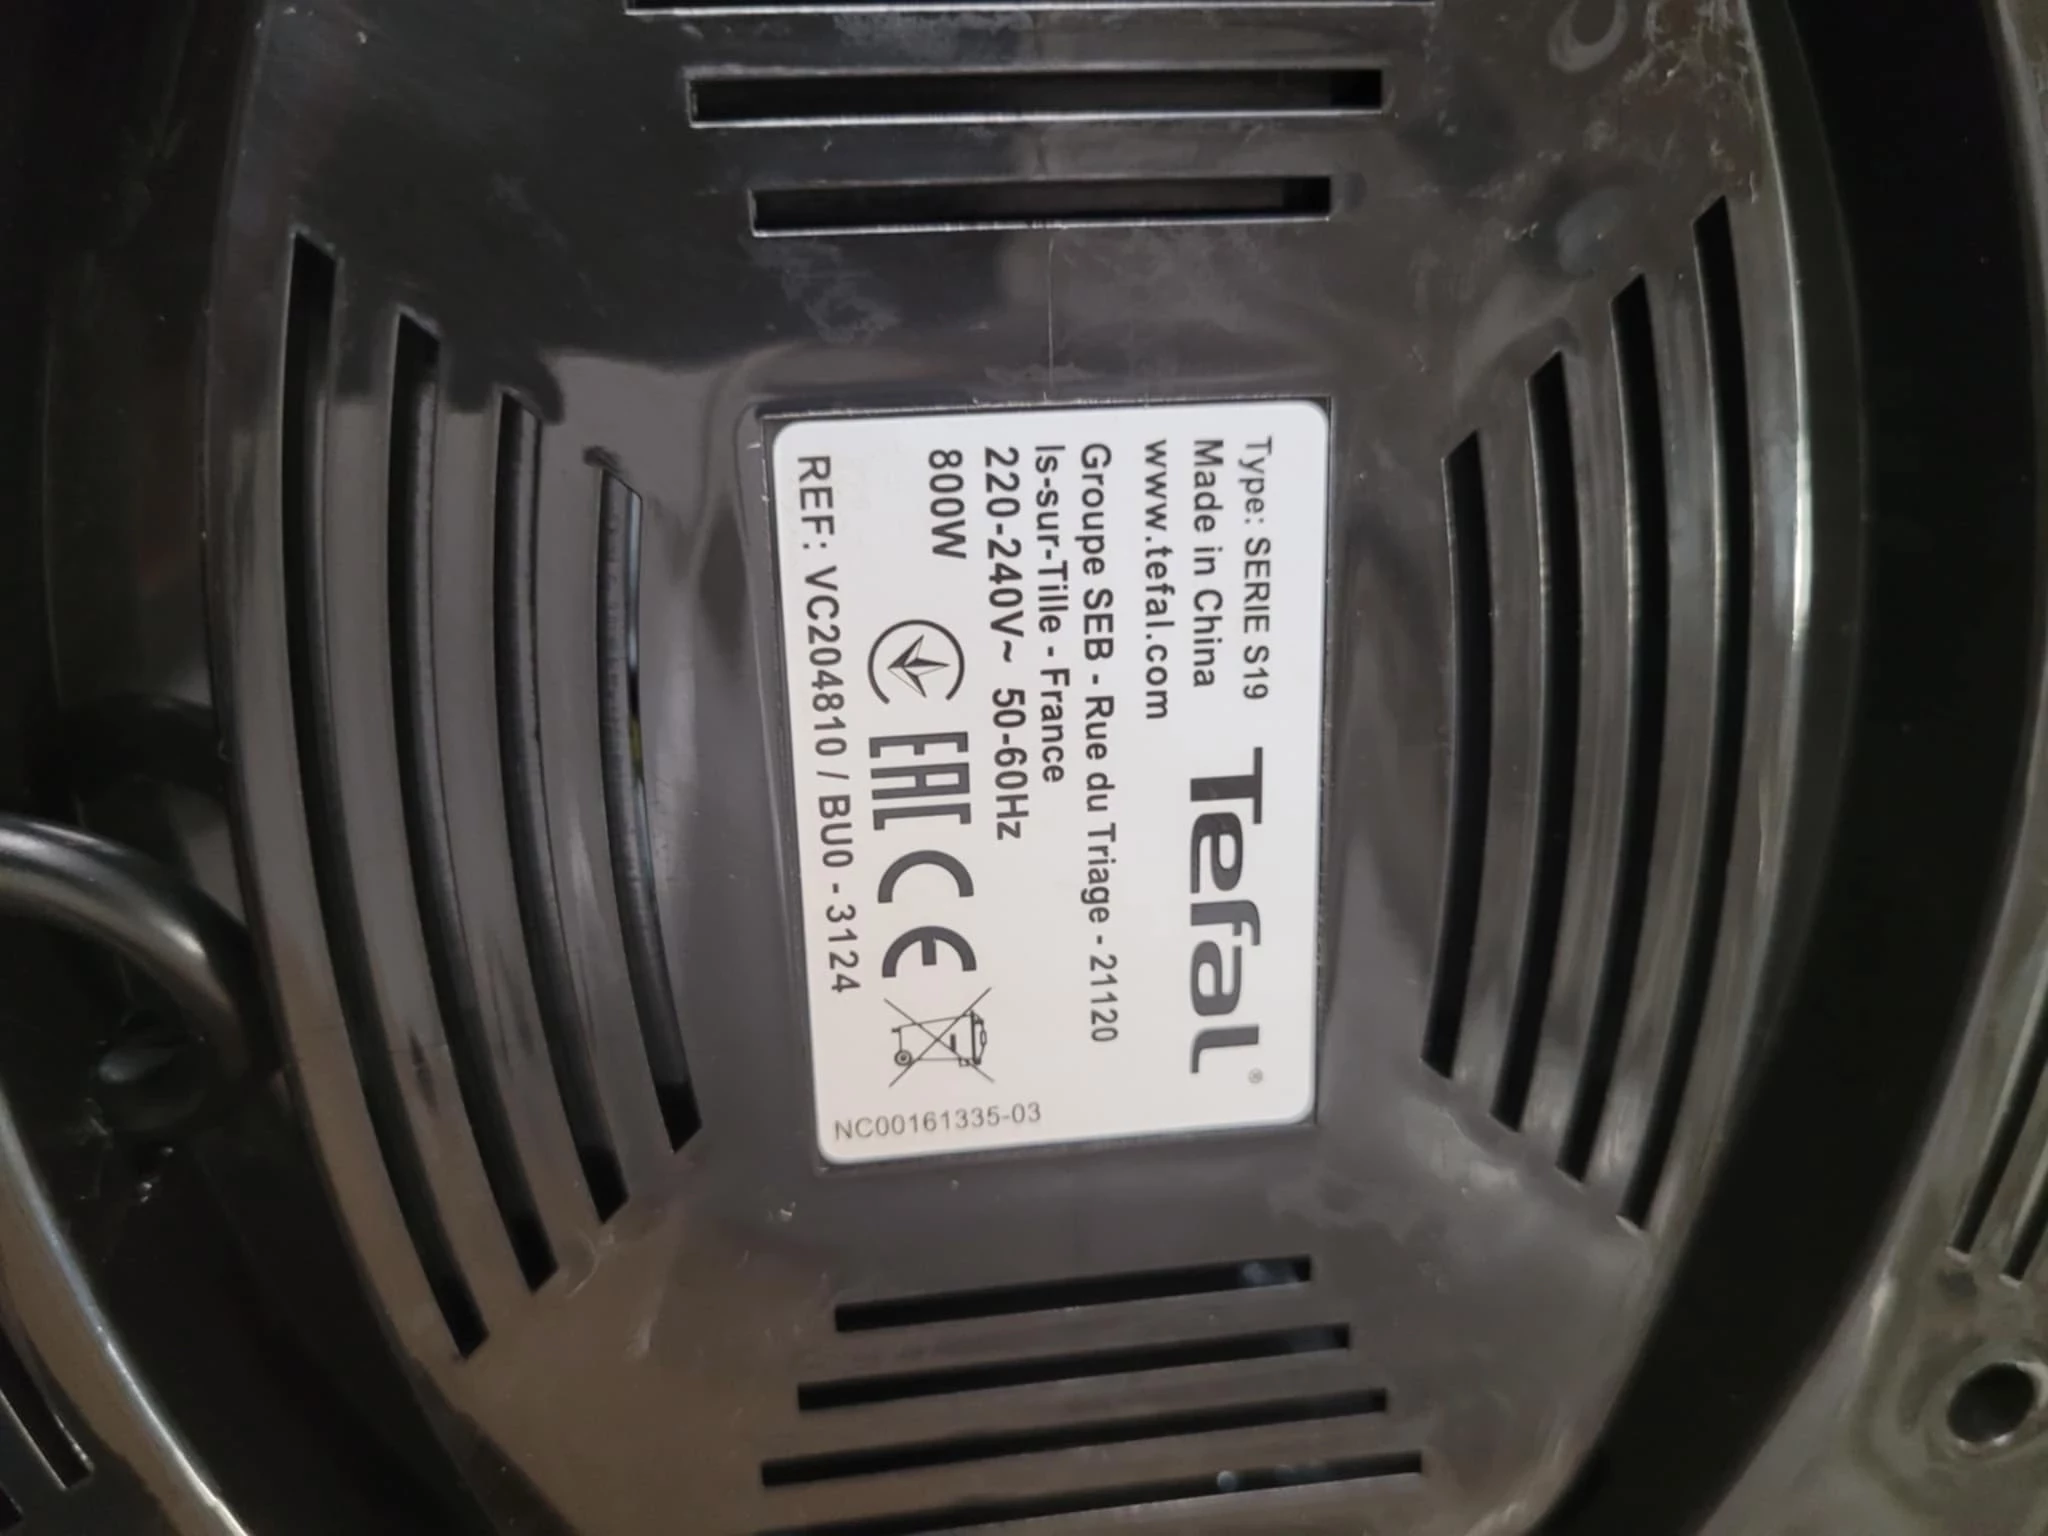 Type: SERIE S19
Made in China
www.tefal.com
Tefal®
Groupe SEB - Rue du Triage - 21120
Is-sur-Tille - France
220-240V~ 50-60Hz
800W
EAC CE
REF: VC204810 / BU0 - 3124
NC00161335-03